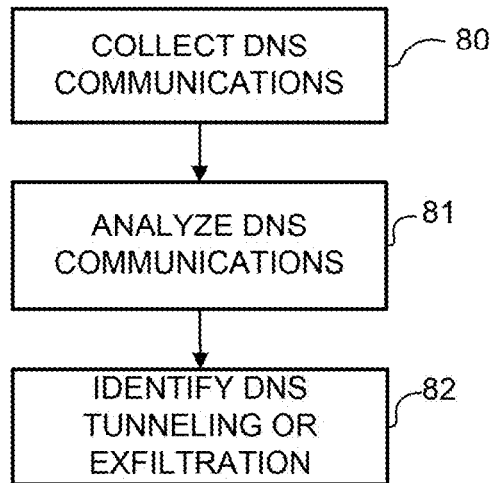 COLLECT DNS
COMMUNICATIONS
80
ANALYZE DNS
COMMUNICATIONS
81
IDENTIFY DNS
TUNNELING OR
EXFILTRATION
82